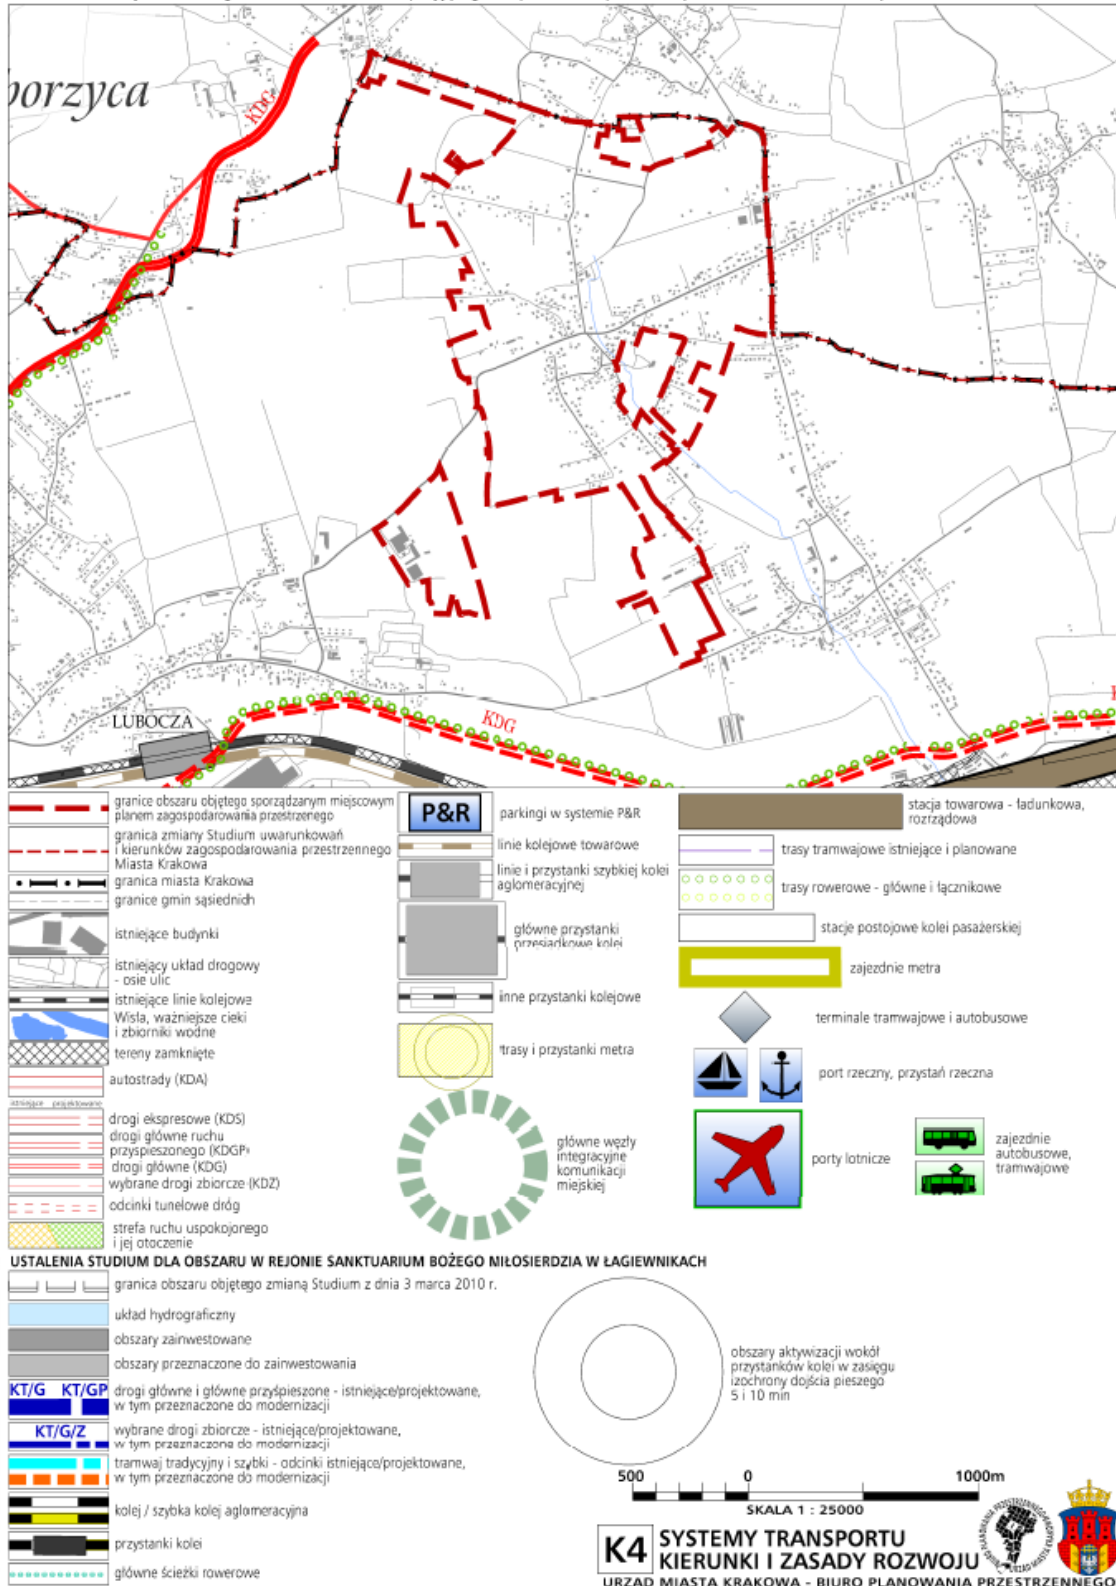 orzyca
KDG
LUBOCZA
KDG
granice obszaru objętego sporządzanym miejscowym
planem zagospodarowania przestrzenego
granica zmiany Studium uwarunkowań
i kierunków zagospodarowania przestrzennego
Miasta Krakowa
granica miasta Krakowa
granice gmin sąsiednich
istniejące budynki
istniejący układ drogowy
- osie ulic
istniejące linie kolejowe
Wisła, ważniejsze cieki
i zbiorniki wodne
tereny zamknięte
autostrady (KDA)
istniejące projektowane
drogi ekspresowe (KDS)
drogi główne ruchu
przyspieszonego (KDGP)
drogi główne (KDG)
wybrane drogi zbiorcze (KDZ)
odcinki tunelowe dróg
strefa ruchu uspokojonego
i jej otoczenie
P&R
parkingi w systemie P&R
linie kolejowe towarowe
linie i przystanki szybkiej kolei
aglomeracyjnej
główne przystanki
przesiadkowe kolei
inne przystanki kolejowe
trasy i przystanki metra
główne węzły
integracyjne
komunikacji
miejskiej
stacja towarowa - ładunkowa,
rozrządowa
trasy tramwajowe istniejące i planowane
trasy rowerowe - główne i łącznikowe
stacje postojowe kolei pasażerskiej
zajezdnie metra
terminale tramwajowe i autobusowe
port rzeczny, przystań rzeczna
porty lotnicze
zajezdnie
autobusowe,
tramwajowe
USTALENIA STUDIUM DLA OBSZARU W REJONIE SANKTUARIUM BOŻEGO MIŁOSIERDZIA W ŁAGIEWNIKACH
granica obszaru objętego zmianą Studium z dnia 3 marca 2010 r.
układ hydrograficzny
obszary zainwestowane
obszary przeznaczone do zainwestowania
KT/G KT/GP
drogi główne i główne przyśpieszone - istniejące/projektowane,
w tym przeznaczone do modernizacji
KT/G/Z
wybrane drogi zbiorcze - istniejące/projektowane,
w tym przeznaczone do modernizacji
tramwaj tradycyjny i szybki - odcinki istniejące/projektowane,
w tym przeznaczone do modernizacji
kolej / szybka kolej aglomeracyjna
przystanki kolei
główne ścieżki rowerowe
obszary aktywizacji wokół
przystanków kolei w zasięgu
izochrony dojścia pieszego
5 i 10 min
500 0 1000m
SKALA 1 : 25000
K4
SYSTEMY TRANSPORTU
KIERUNKI I ZASADY ROZWOJU
URZĄD MIASTA KRAKOWA - BIURO PLANOWANIA PRZESTRZENNEGO